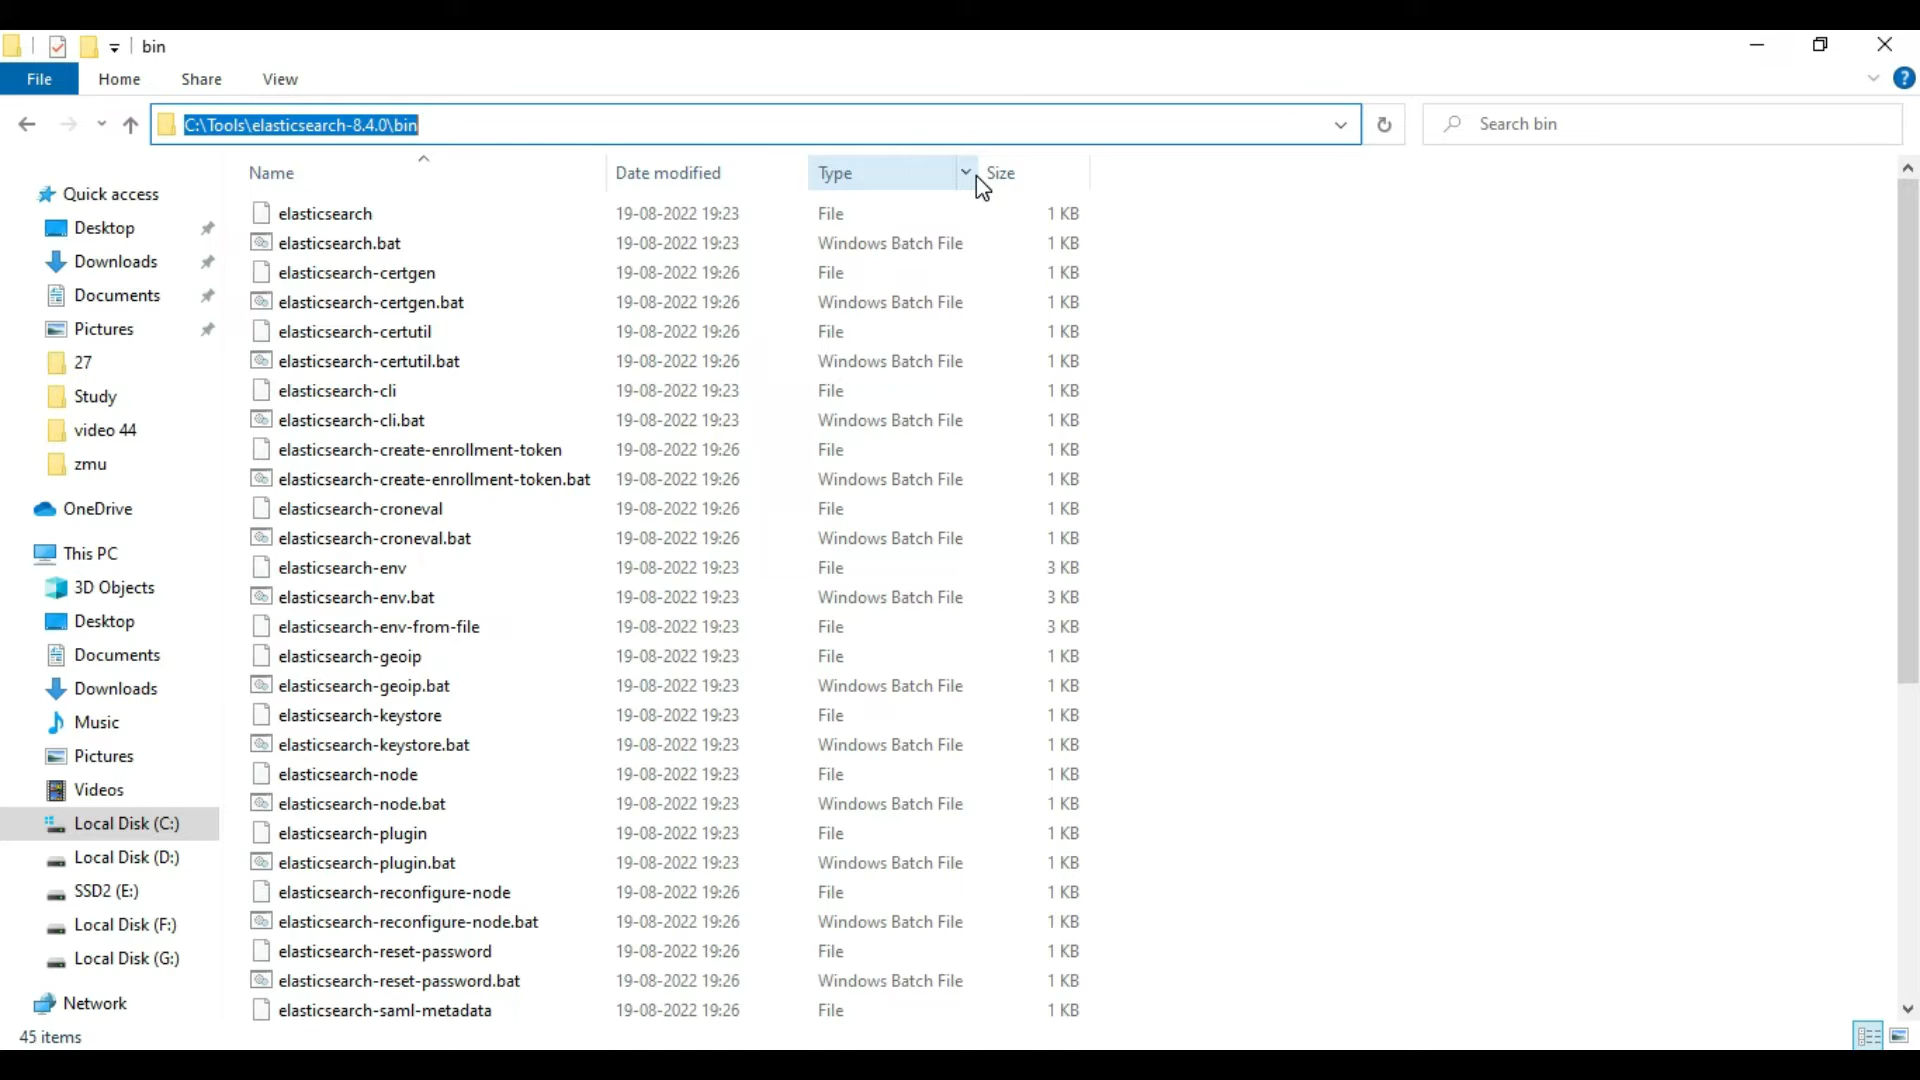 bin
File Home Share View
C:\Tools\elasticsearch-8.4.0\bin Search bin
Name Date modified Type Size
Quick access
Desktop
Downloads
Documents
Pictures
27
Study
video 44
zmu
OneDrive
This PC
3D Objects
Desktop
Documents
Downloads
Music
Pictures
Videos
Local Disk (C:)
Local Disk (D:)
SSD2 (E:)
Local Disk (F:)
Local Disk (G:)
Network
elasticsearch 19-08-2022 19:23 File 1 KB
elasticsearch.bat 19-08-2022 19:23 Windows Batch File 1 KB
elasticsearch-certgen 19-08-2022 19:26 File 1 KB
elasticsearch-certgen.bat 19-08-2022 19:26 Windows Batch File 1 KB
elasticsearch-certutil 19-08-2022 19:26 File 1 KB
elasticsearch-certutil.bat 19-08-2022 19:26 Windows Batch File 1 KB
elasticsearch-cli 19-08-2022 19:23 File 1 KB
elasticsearch-cli.bat 19-08-2022 19:23 Windows Batch File 1 KB
elasticsearch-create-enrollment-token 19-08-2022 19:26 File 1 KB
elasticsearch-create-enrollment-token.bat 19-08-2022 19:26 Windows Batch File 1 KB
elasticsearch-croneval 19-08-2022 19:26 File 1 KB
elasticsearch-croneval.bat 19-08-2022 19:26 Windows Batch File 1 KB
elasticsearch-env 19-08-2022 19:23 File 3 KB
elasticsearch-env.bat 19-08-2022 19:23 Windows Batch File 3 KB
elasticsearch-env-from-file 19-08-2022 19:23 File 3 KB
elasticsearch-geoip 19-08-2022 19:23 File 1 KB
elasticsearch-geoip.bat 19-08-2022 19:23 Windows Batch File 1 KB
elasticsearch-keystore 19-08-2022 19:23 File 1 KB
elasticsearch-keystore.bat 19-08-2022 19:23 Windows Batch File 1 KB
elasticsearch-node 19-08-2022 19:23 File 1 KB
elasticsearch-node.bat 19-08-2022 19:23 Windows Batch File 1 KB
elasticsearch-plugin 19-08-2022 19:23 File 1 KB
elasticsearch-plugin.bat 19-08-2022 19:23 Windows Batch File 1 KB
elasticsearch-reconfigure-node 19-08-2022 19:26 File 1 KB
elasticsearch-reconfigure-node.bat 19-08-2022 19:26 Windows Batch File 1 KB
elasticsearch-reset-password 19-08-2022 19:26 File 1 KB
elasticsearch-reset-password.bat 19-08-2022 19:26 Windows Batch File 1 KB
elasticsearch-saml-metadata 19-08-2022 19:26 File 1 KB
45 items